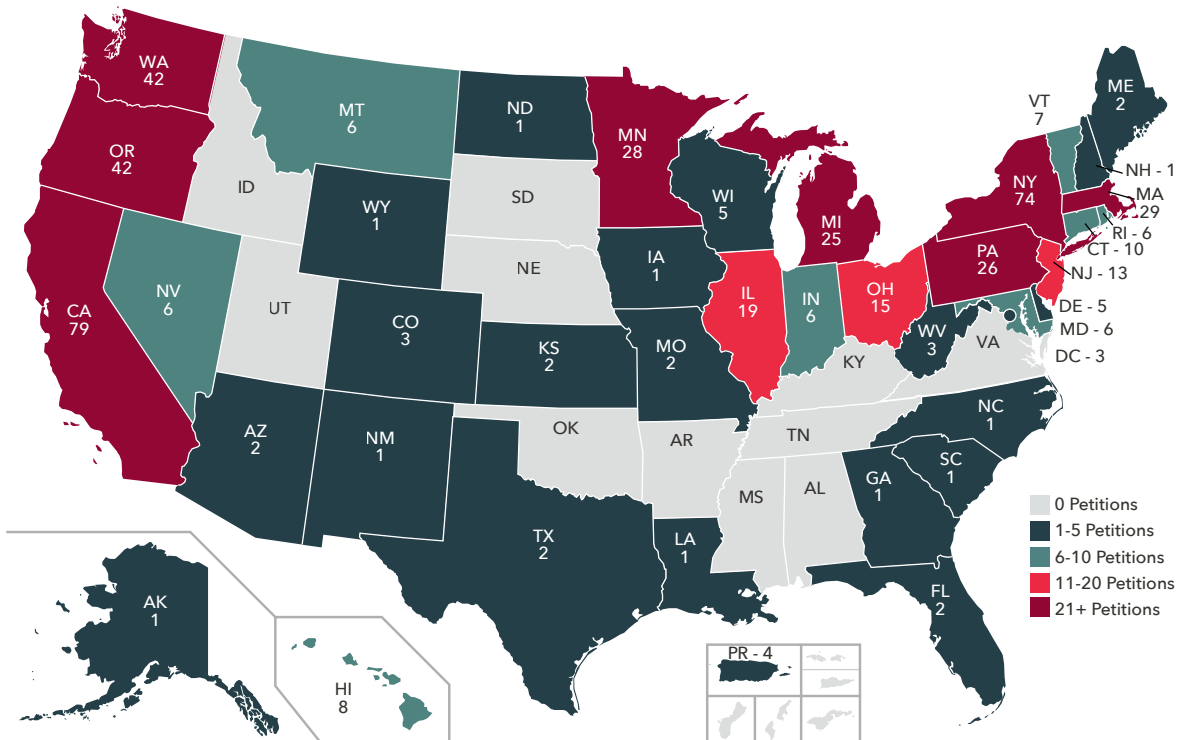 WA
42
OR
42
CA
79
NV
6
ID
MT
6
WY
1
UT
AZ
2
CO
3
NM
1
ND
1
SD
NE
KS
2
OK
TX
2
MN
28
IA
1
MO
2
AR
LA
1
WI
5
IL
19
MI
25
IN
6
OH
15
KY
TN
MS
AL
GA
1
FL
2
SC
1
NC
1
VA
WV
3
PA
26
NY
74
VT
7
ME
2
NH - 1
MA
29
RI - 6
CT - 10
NJ - 13
DE - 5
MD - 6
DC - 3
AK
1
HI
8
PR - 4
0 Petitions
1-5 Petitions
6-10 Petitions
11-20 Petitions
21+ Petitions